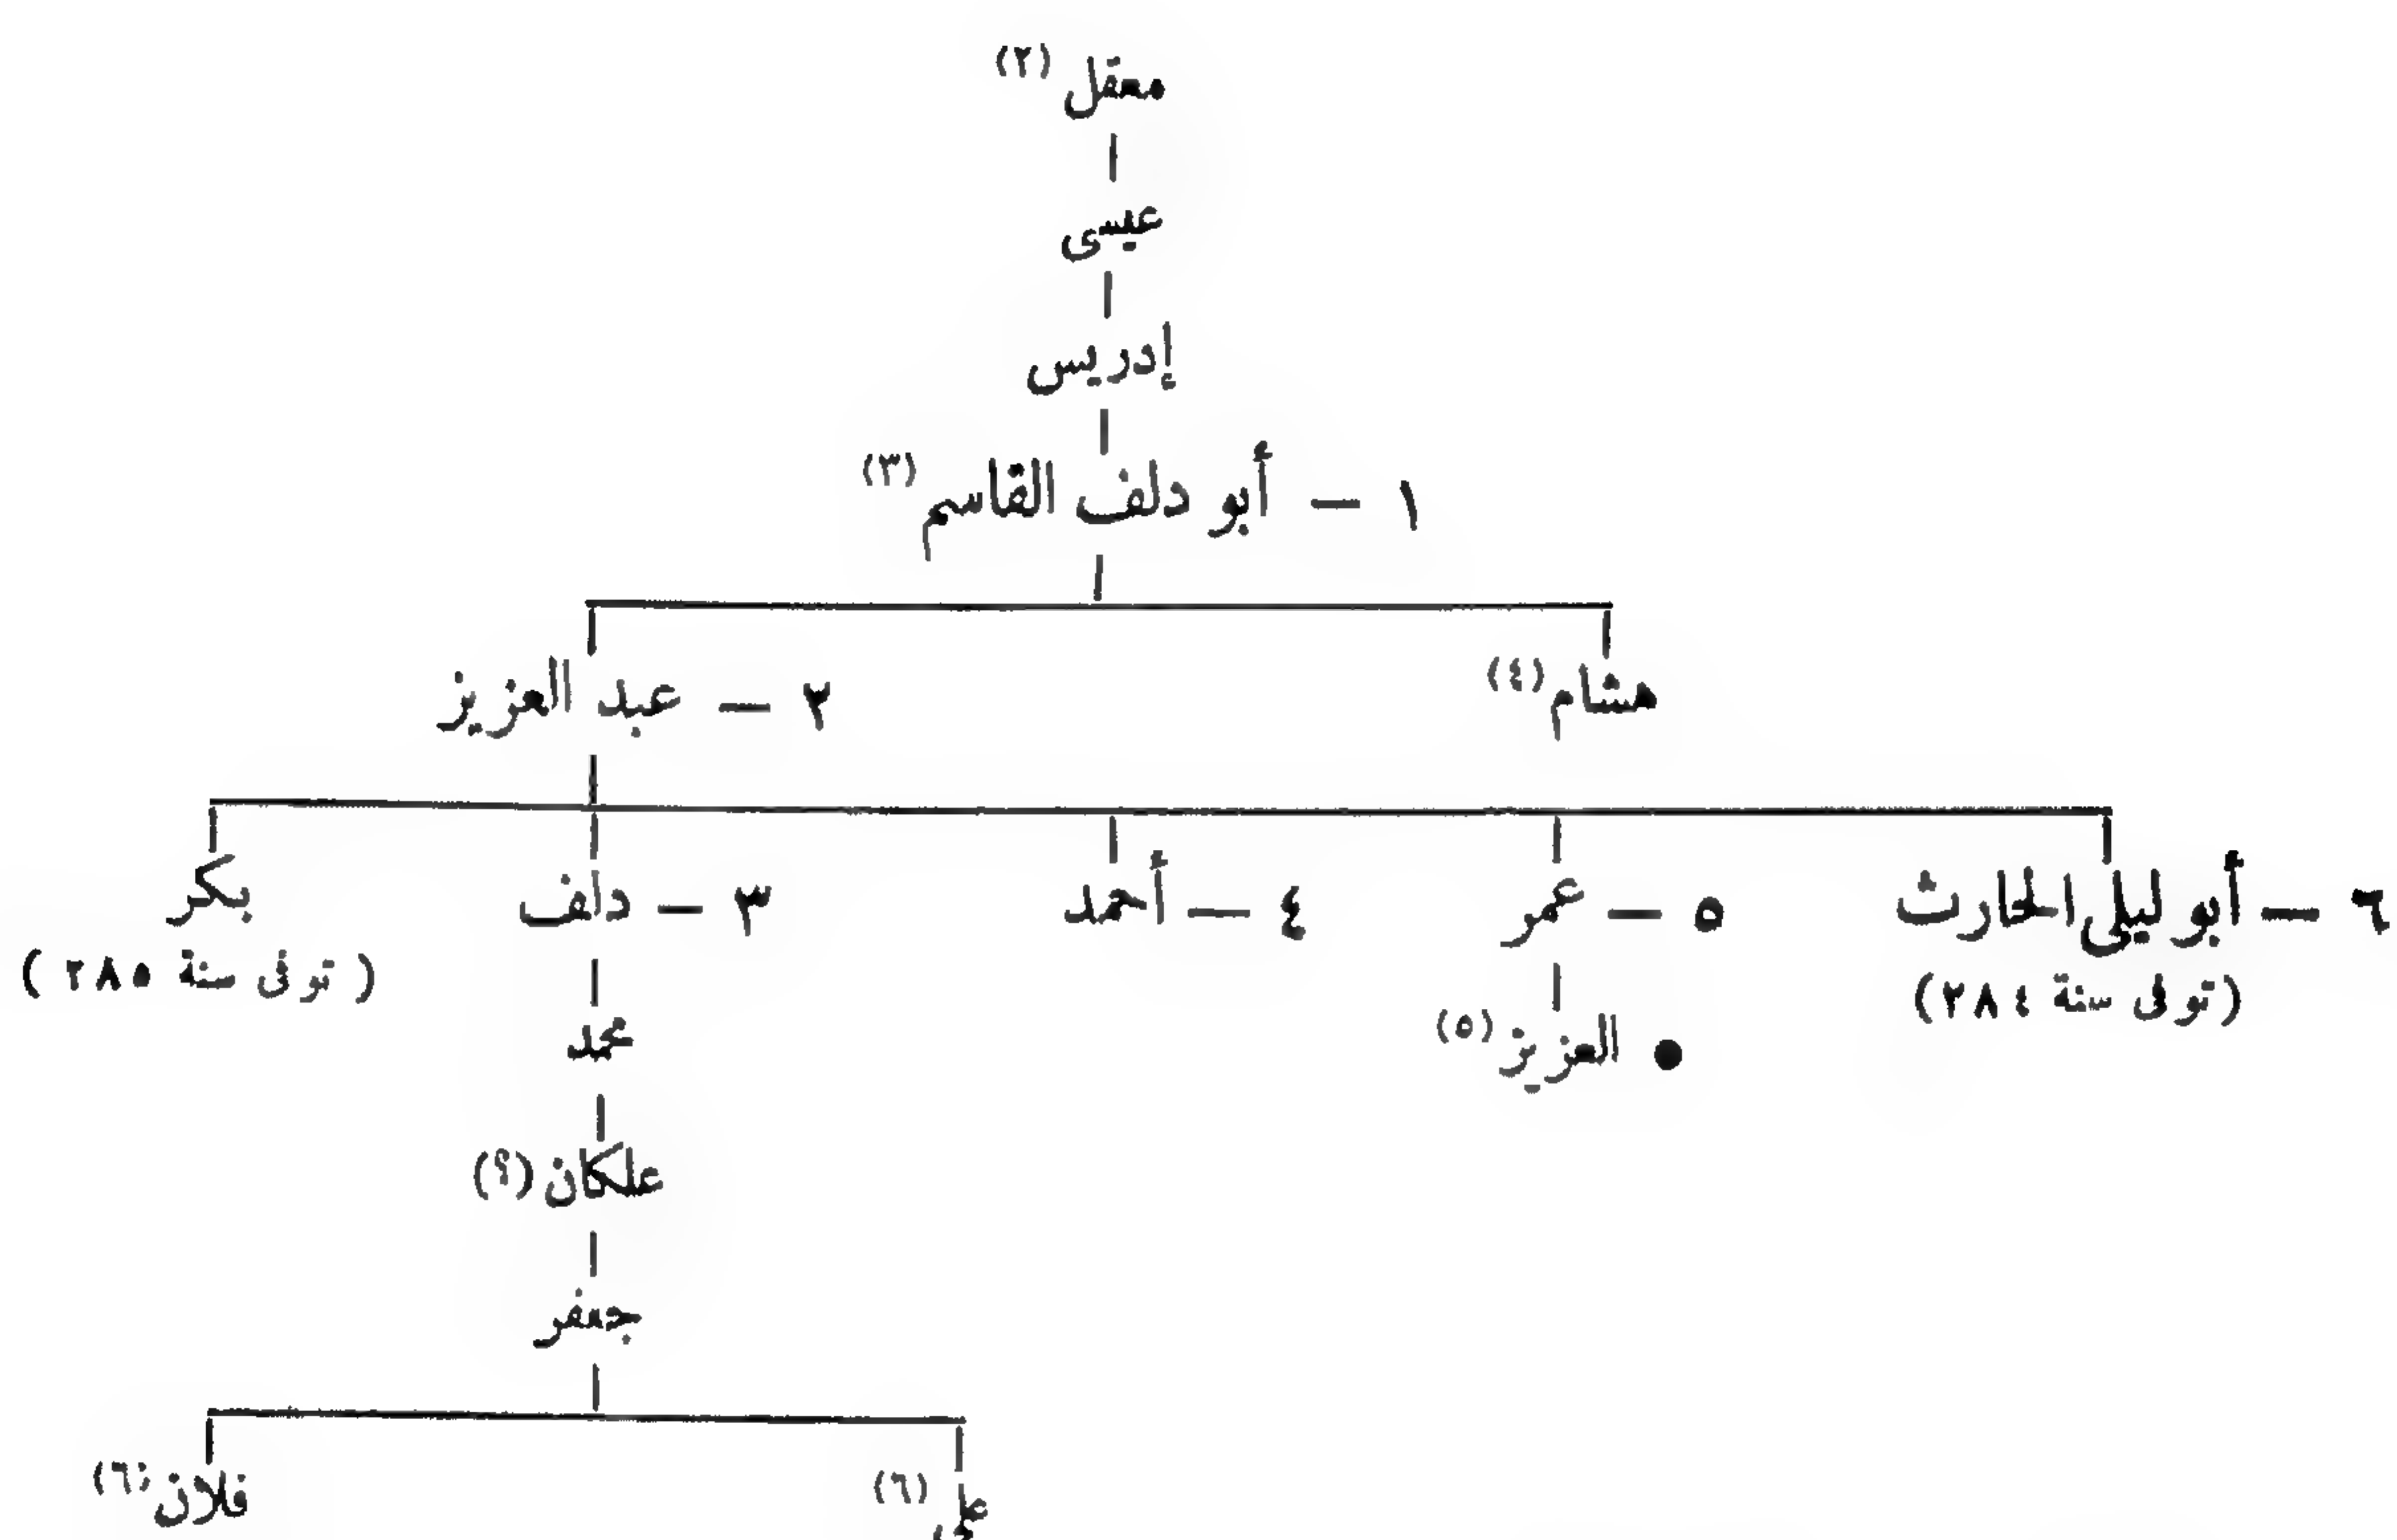 معقل (٢)
عيسى
إدريس
١ — أبو دلف القاسم (٣)
هشام (٤) ٢ — عبد العزيز
٦ — أبو ليلى الحارث ٥ — عمر ٤ — أحمد ٣ — دلف بكر
(توفى سنة ٢٨٤) (توفى سنة ٢٨٥)
• العزيز (٥) محمد
علكان (؟)
جعفر
على (٦) فلان (٦)